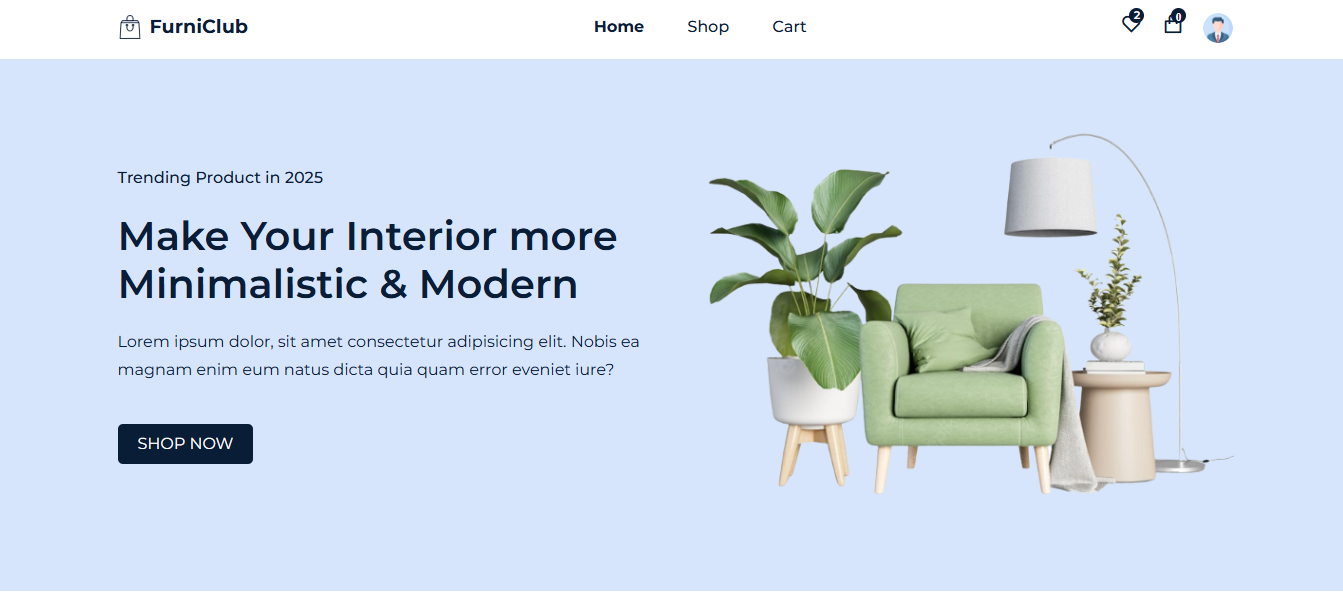 FurniClub
Home
Shop
Cart
2
0
Trending Product in 2025
Make Your Interior more
Minimalistic & Modern
Lorem ipsum dolor, sit amet consectetur adipisicing elit. Nobis ea
magnam enim eum natus dicta quia quam error eveniet iure?
SHOP NOW